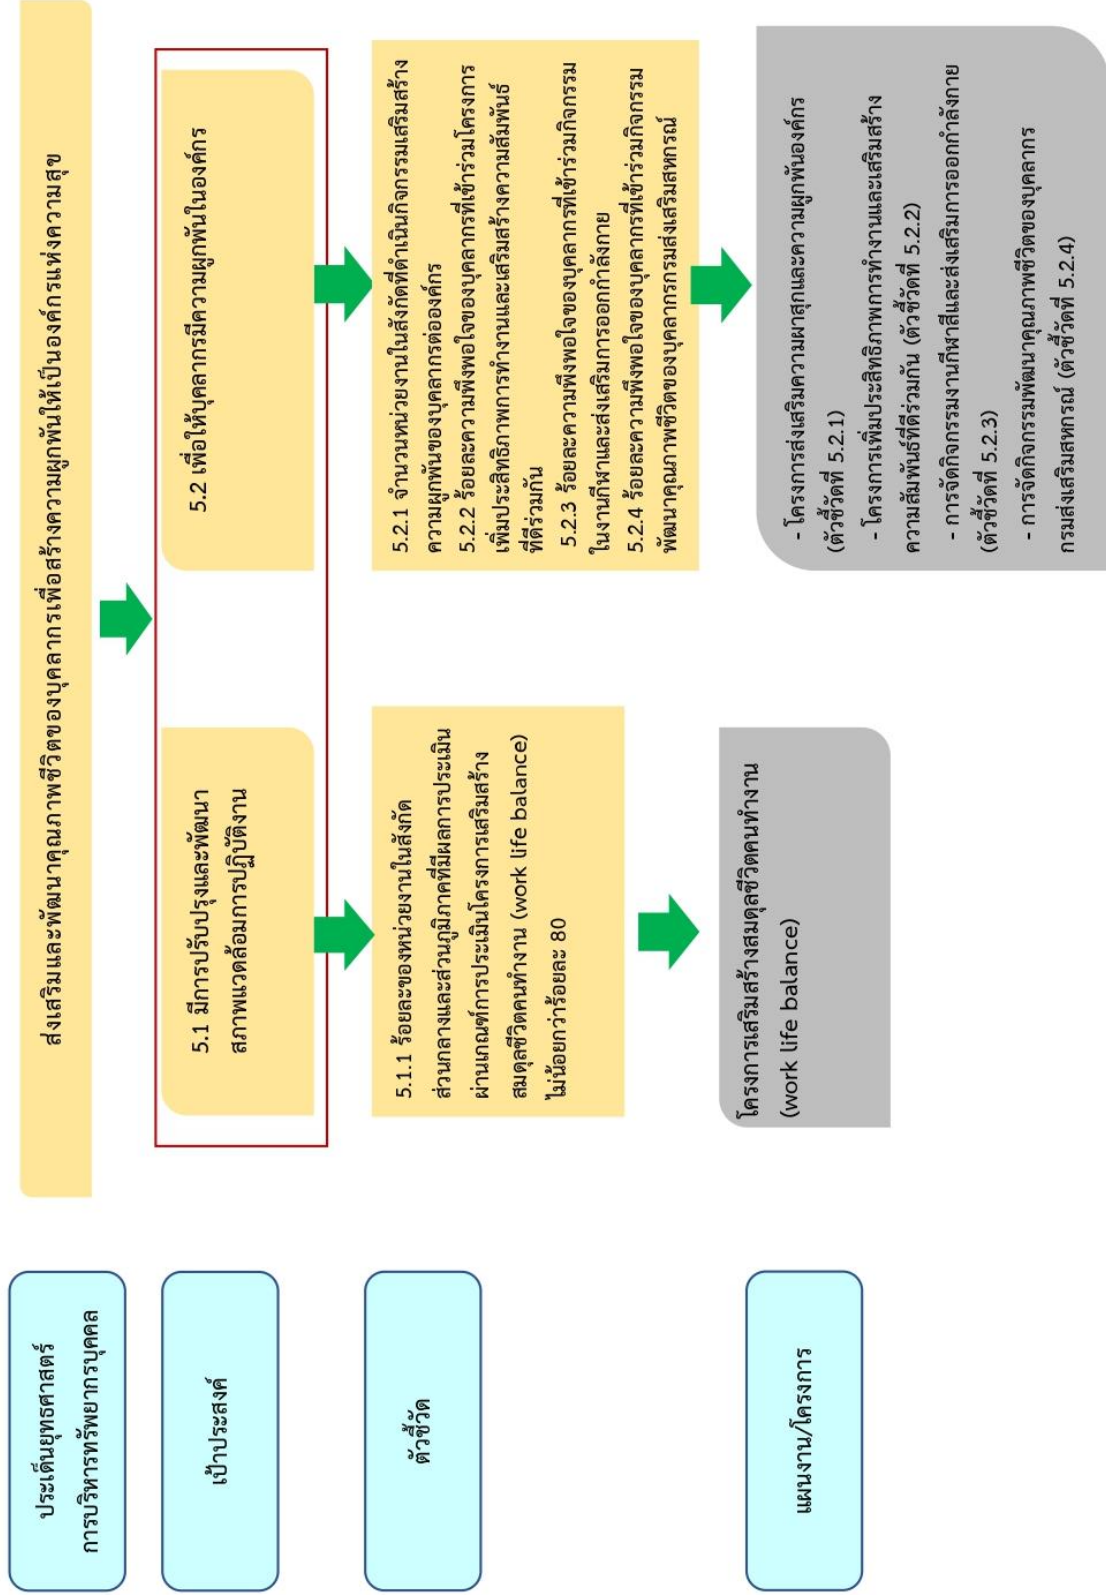 ประเด็นยุทธศาสตร์
การบริหารทรัพยากรบุคคล
ส่งเสริมและพัฒนาคุณภาพชีวิตของบุคลากรเพื่อสร้างความผูกพันให้เป็นองค์กรแห่งความสุข
เป้าประสงค์
5.1 มีการปรับปรุงและพัฒนา
สภาพแวดล้อมการปฏิบัติงาน
5.2 เพื่อให้บุคลากรมีความผูกพันในองค์กร
ตัวชี้วัด
5.1.1 ร้อยละของหน่วยงานในสังกัด
ส่วนกลางและส่วนภูมิภาคที่มีผลการประเมิน
ผ่านเกณฑ์การประเมินโครงการเสริมสร้าง
สมดุลชีวิตคนทำงาน (work life balance)
ไม่น้อยกว่าร้อยละ 80
5.2.1 จำนวนหน่วยงานในสังกัดที่ดำเนินกิจกรรมเสริมสร้าง
ความผูกพันของบุคลากรต่อองค์กร
5.2.2 ร้อยละความพึงพอใจของบุคลากรที่เข้าร่วมโครงการ
เพิ่มประสิทธิภาพการทำงานและเสริมสร้างความสัมพันธ์
ที่ดีร่วมกัน
5.2.3 ร้อยละความพึงพอใจของบุคลากรที่เข้าร่วมกิจกรรม
ในงานกีฬาและส่งเสริมการออกกำลังกาย
5.2.4 ร้อยละความพึงพอใจของบุคลากรที่เข้าร่วมกิจกรรม
พัฒนาคุณภาพชีวิตของบุคลากรกรมส่งเสริมสหกรณ์
แผนงาน/โครงการ
โครงการเสริมสร้างสมดุลชีวิตคนทำงาน
(work life balance)
- โครงการส่งเสริมความผาสุกและความผูกพันองค์กร
(ตัวชี้วัดที่ 5.2.1)
- โครงการเพิ่มประสิทธิภาพการทำงานและเสริมสร้าง
ความสัมพันธ์ที่ดีร่วมกัน (ตัวชี้วัดที่ 5.2.2)
- การจัดกิจกรรมงานกีฬาสีและส่งเสริมการออกกำลังกาย
(ตัวชี้วัดที่ 5.2.3)
- การจัดกิจกรรมพัฒนาคุณภาพชีวิตของบุคลากร
กรมส่งเสริมสหกรณ์ (ตัวชี้วัดที่ 5.2.4)